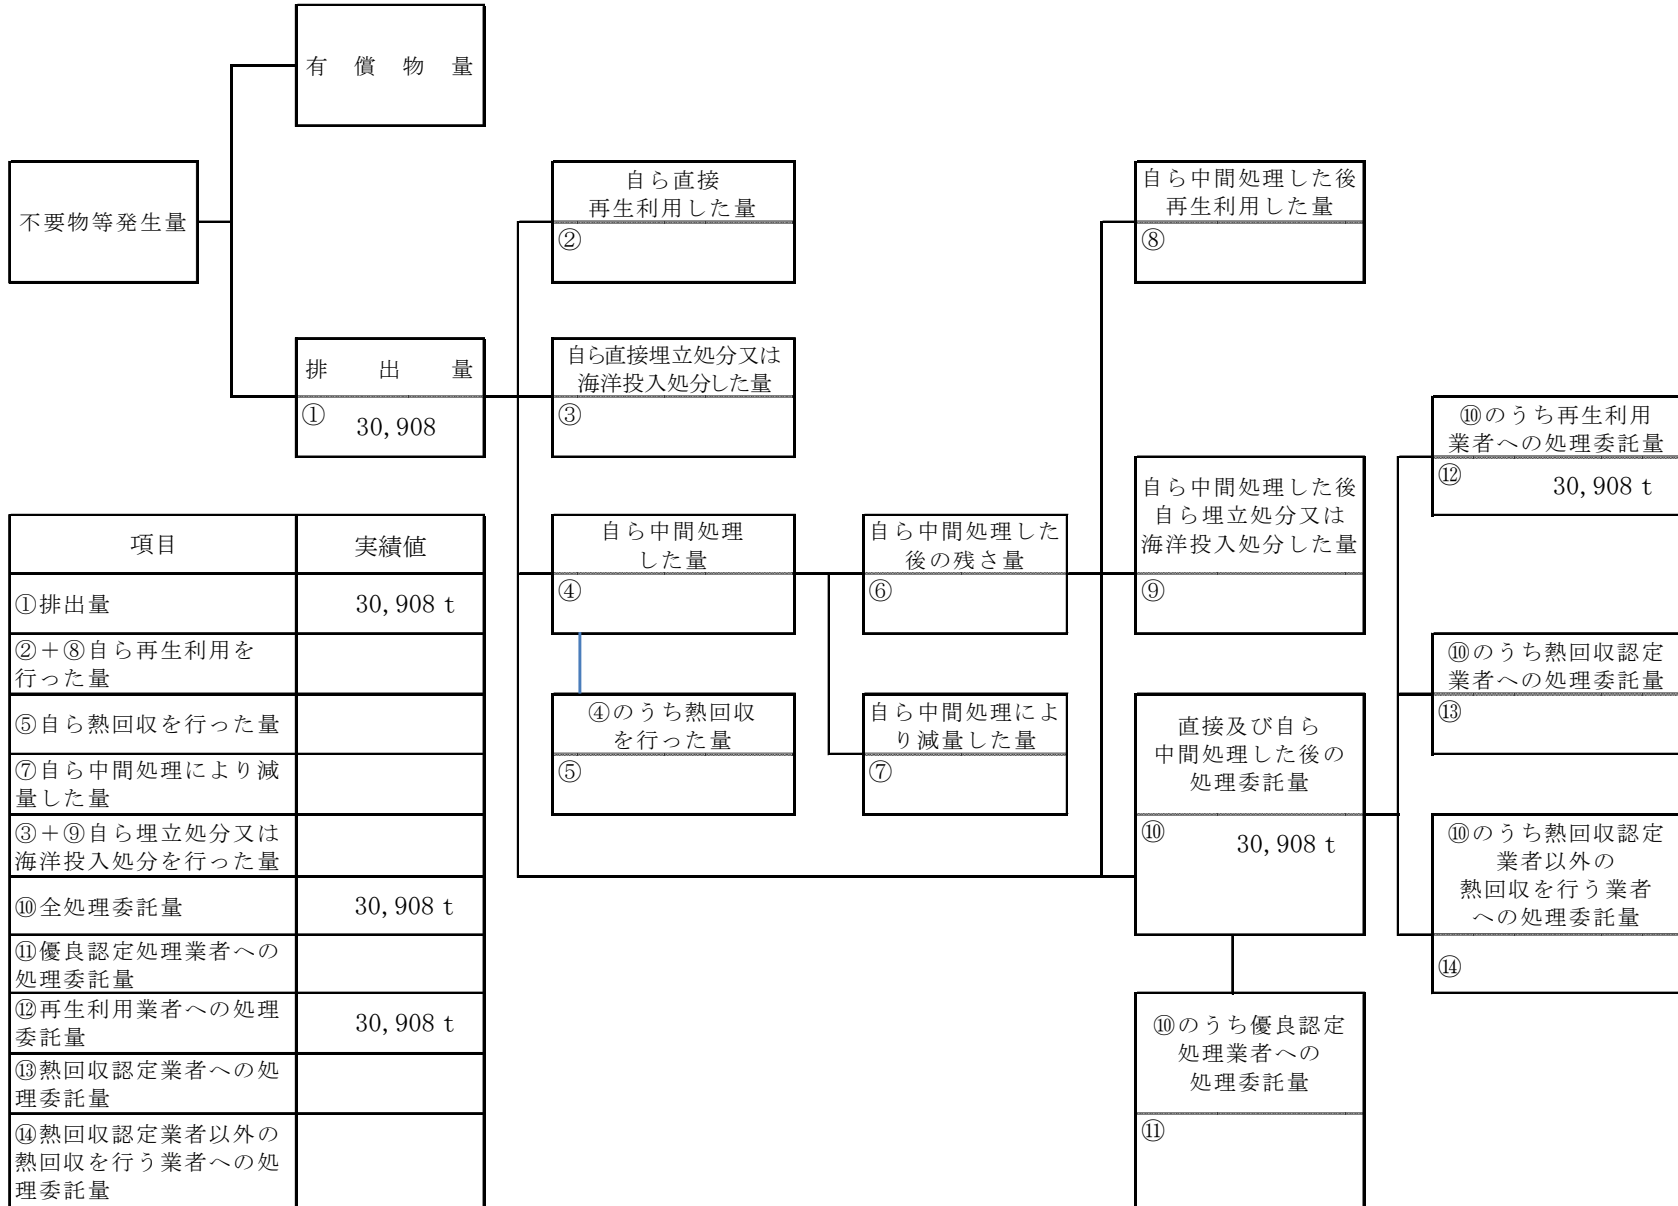 有償物量
不要物等発生量
自ら直接
再生利用した量
②
自ら中間処理した後
再生利用した量
⑧
排出量
① 30,908
自ら直接埋立処分又は
海洋投入処分した量
③
⑩のうち再生利用
業者への処理委託量
⑫ 30,908 t
自ら中間処理
した量
④
自ら中間処理した
後の残さ量
⑥
自ら中間処理した後
自ら埋立処分又は
海洋投入処分した量
⑨
④のうち熱回収
を行った量
⑤
自ら中間処理によ
り減量した量
⑦
直接及び自ら
中間処理した後の
処理委託量
⑩ 30,908 t
⑩のうち熱回収認定
業者への処理委託量
⑬
⑩のうち熱回収認定
業者以外の
熱回収を行う業者
への処理委託量
⑭
⑩のうち優良認定
処理業者への
処理委託量
⑪
項目 実績値
①排出量 30,908 t
②＋⑧自ら再生利用を
行った量
⑤自ら熱回収を行った量
⑦自ら中間処理により減
量した量
③＋⑨自ら埋立処分又は
海洋投入処分を行った量
⑩全処理委託量 30,908 t
⑪優良認定処理業者への
処理委託量
⑫再生利用業者への処理
委託量 30,908 t
⑬熱回収認定業者への処
理委託量
⑭熱回収認定業者以外の
熱回収を行う業者への処
理委託量